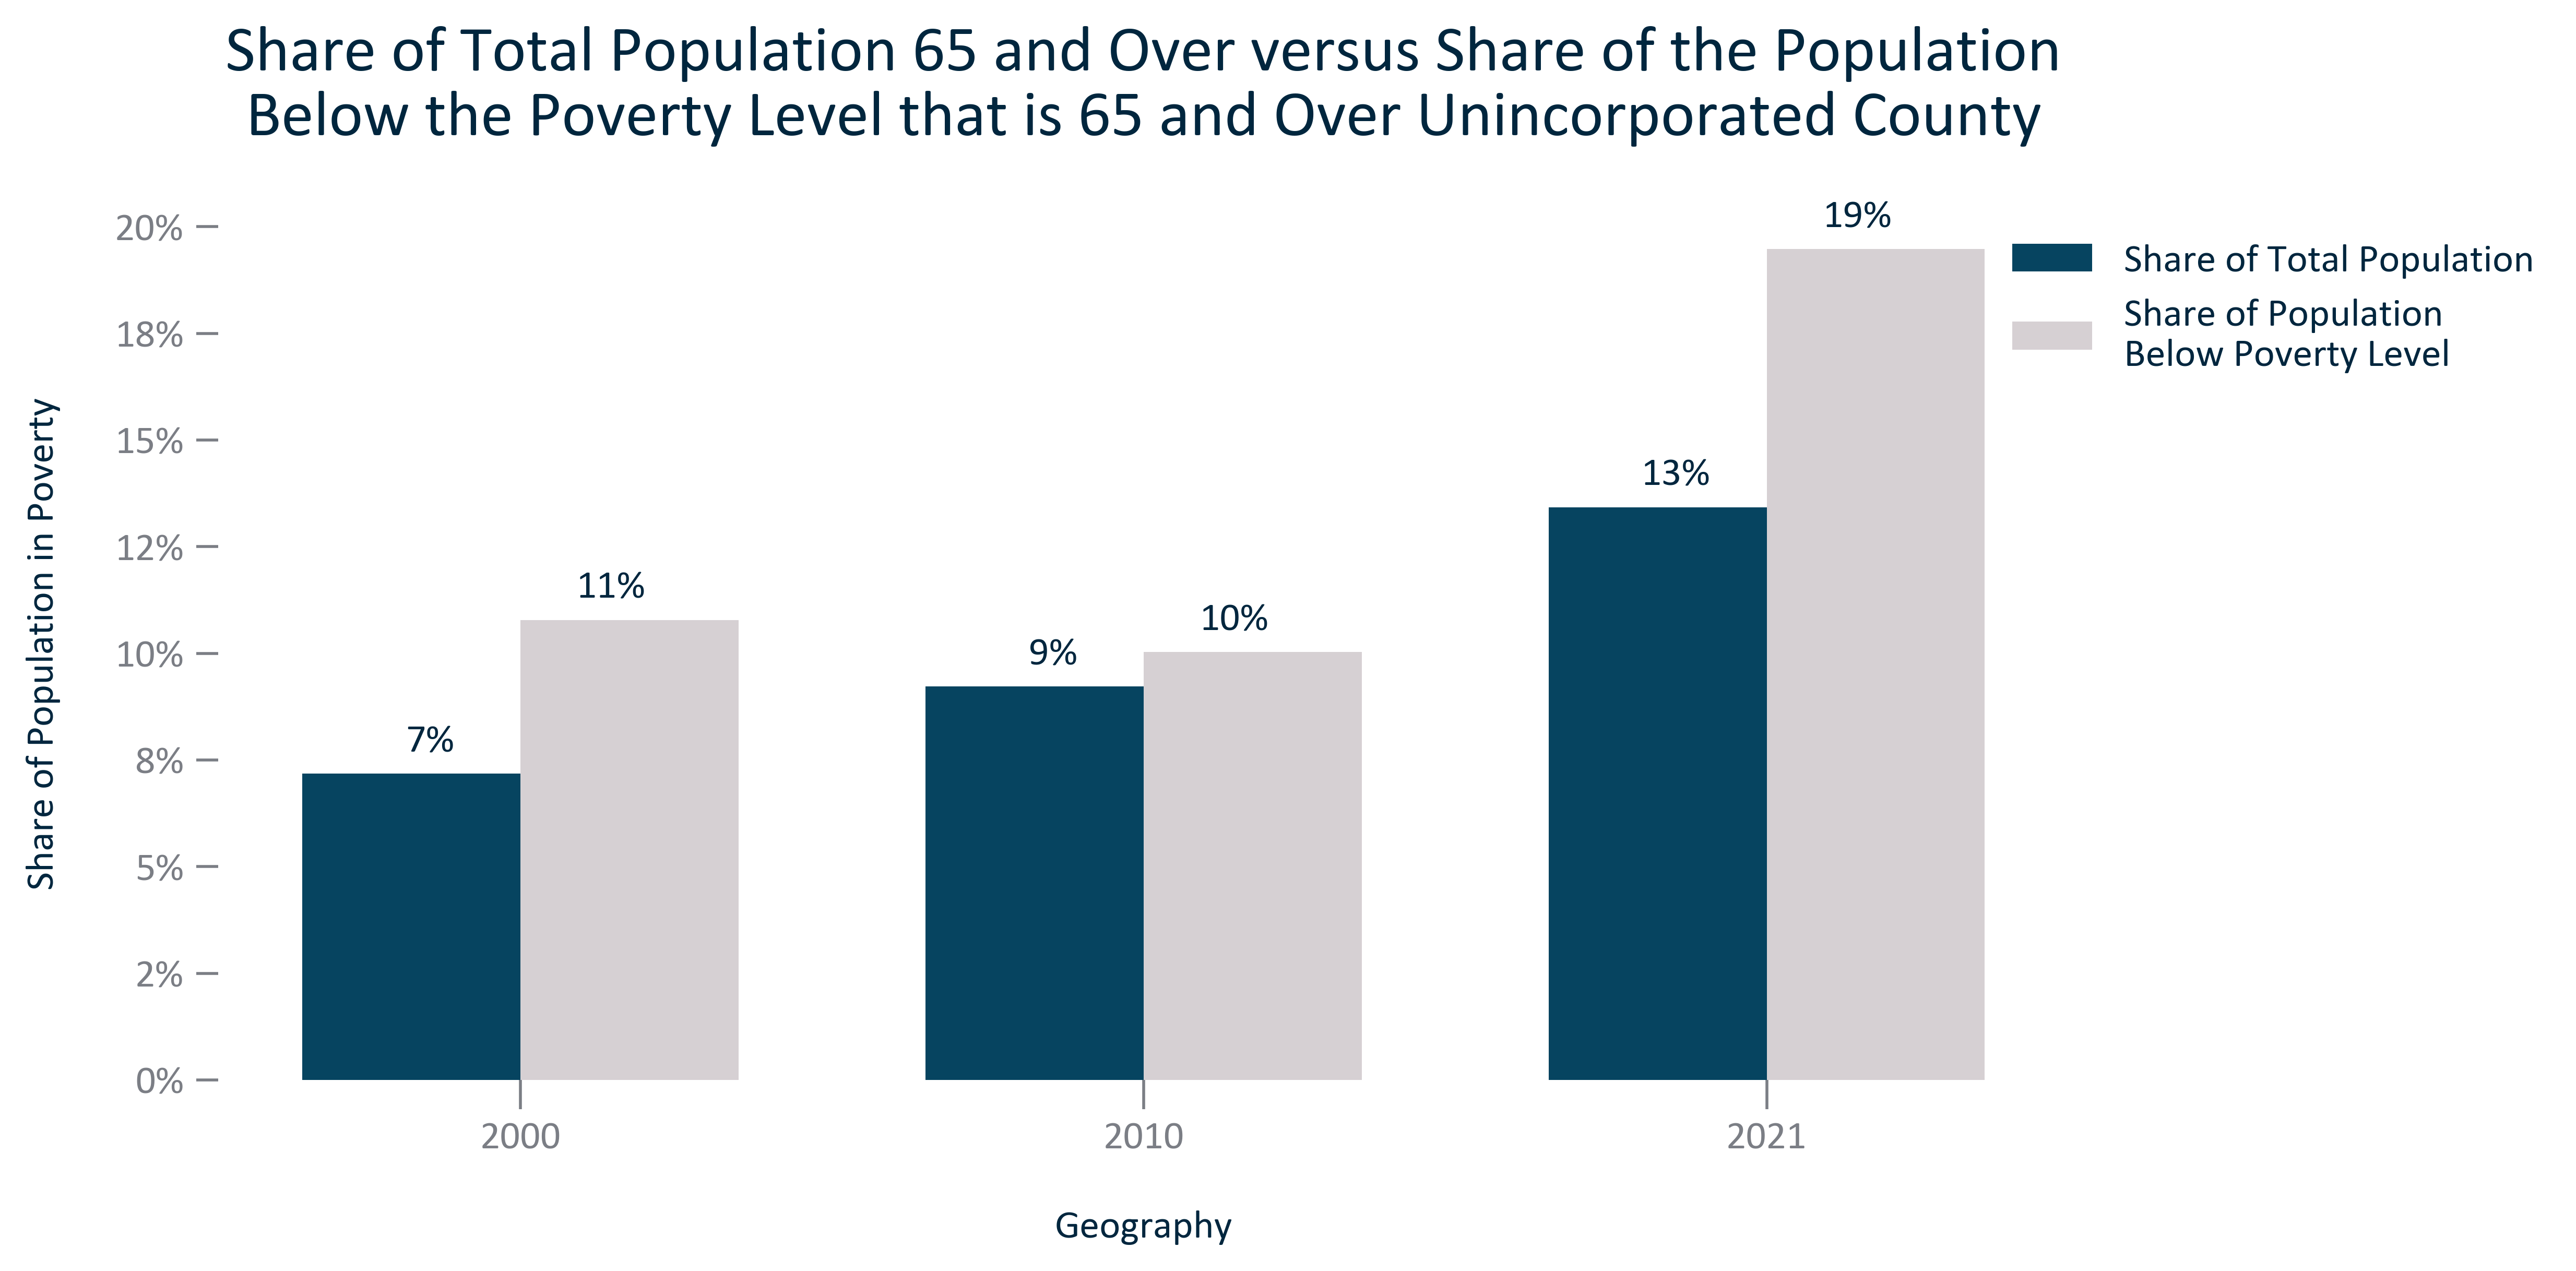 Share of Total Population 65 and Over versus Share of the Population
Below the Poverty Level that is 65 and Over Unincorporated County
Share of Population in Poverty
20%
18%
15%
12%
10%
8%
5%
2%
0%
7%
11%
9%
10%
13%
19%
Share of Total Population
Share of Population
Below Poverty Level
2000
2010
2021
Geography